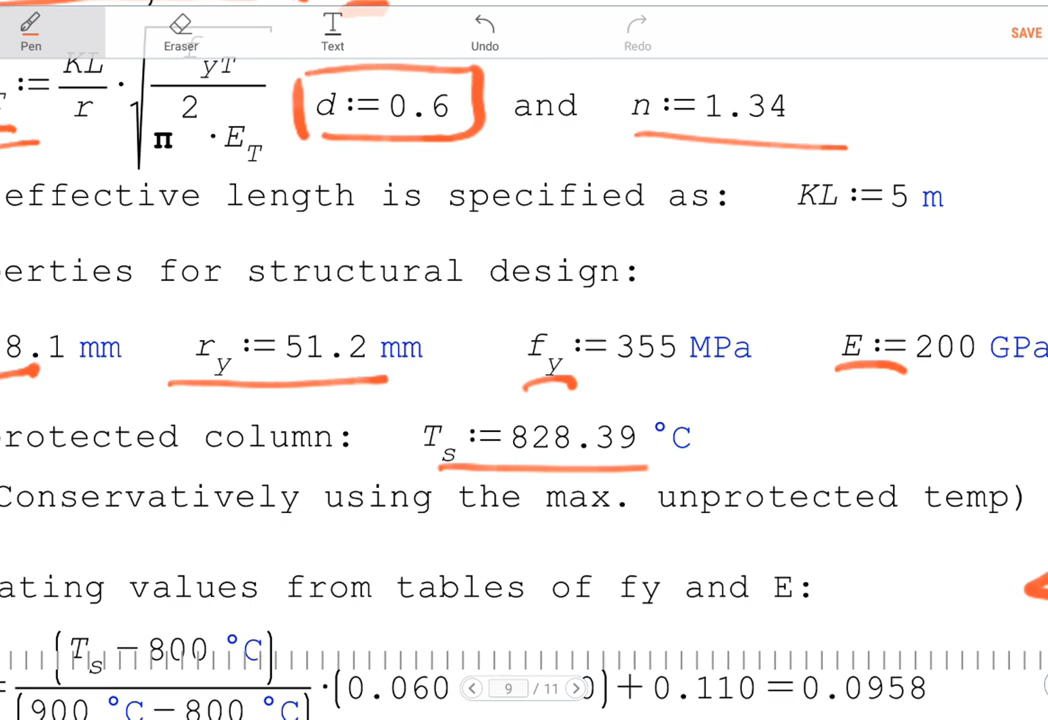 Pen Eraser Text Undo Redo SAVE
:= KL/r · √ yT / π² · E_T d := 0.6 and n := 1.34
effective length is specified as: KL := 5 m
erties for structural design:
8.1 mm r_y := 51.2 mm f_y := 355 MPa E := 200 GPa
rotected column: T_s := 828.39 °C
Conservatively using the max. unprotected temp)
ating values from tables of fy and E:
= (T_s − 800 °C) / (900 °C − 800 °C) · (0.060 0) + 0.110 = 0.0958
< 9 / 11 >